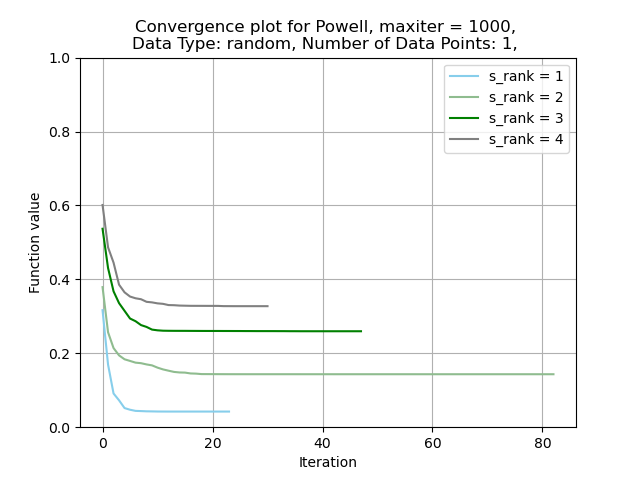 Convergence plot for Powell, maxiter = 1000,
Data Type: random, Number of Data Points: 1,
1.0
0.8
0.6
0.4
0.2
0.0
Function value
s_rank = 1
s_rank = 2
s_rank = 3
s_rank = 4
0
20
40
60
80
Iteration